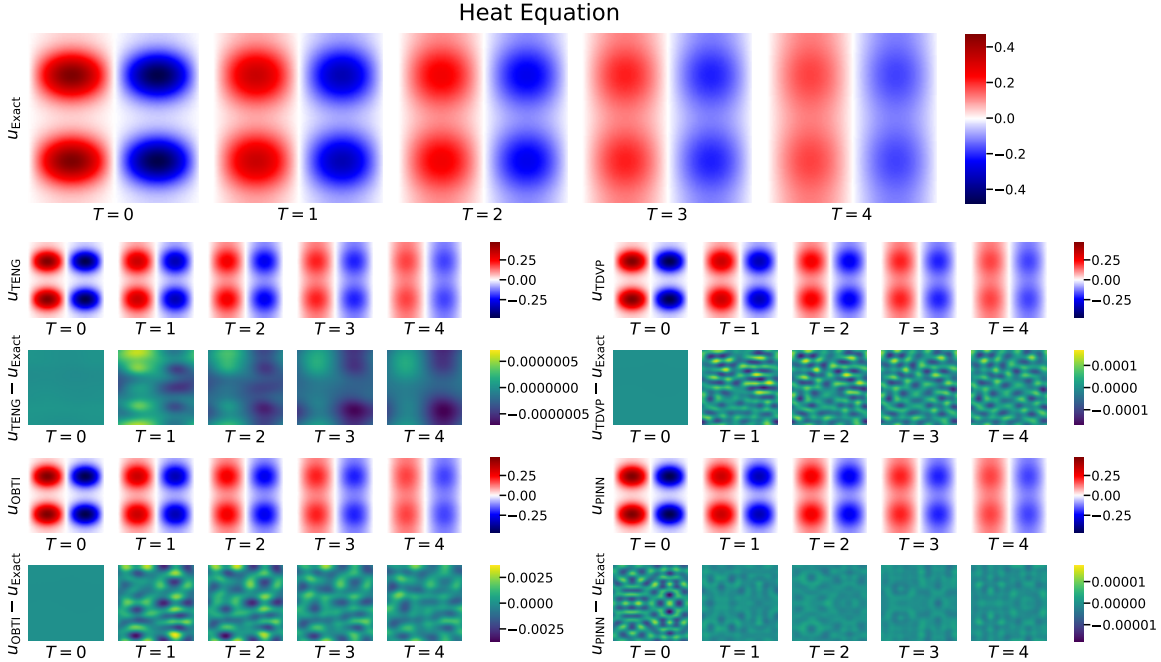 Heat Equation
u_Exact
0.4
0.2
0.0
−0.2
−0.4
T = 0 T = 1 T = 2 T = 3 T = 4
u_TENG
0.25
0.00
−0.25
T = 0 T = 1 T = 2 T = 3 T = 4
u_TDVP
0.25
0.00
−0.25
T = 0 T = 1 T = 2 T = 3 T = 4
u_TENG − u_Exact
0.0000005
0.0000000
−0.0000005
T = 0 T = 1 T = 2 T = 3 T = 4
u_TDVP − u_Exact
0.0001
0.0000
−0.0001
T = 0 T = 1 T = 2 T = 3 T = 4
u_OBTI
0.25
0.00
−0.25
T = 0 T = 1 T = 2 T = 3 T = 4
u_PINN
0.25
0.00
−0.25
T = 0 T = 1 T = 2 T = 3 T = 4
u_OBTI − u_Exact
0.0025
0.0000
−0.0025
T = 0 T = 1 T = 2 T = 3 T = 4
u_PINN − u_Exact
0.00001
0.00000
−0.00001
T = 0 T = 1 T = 2 T = 3 T = 4